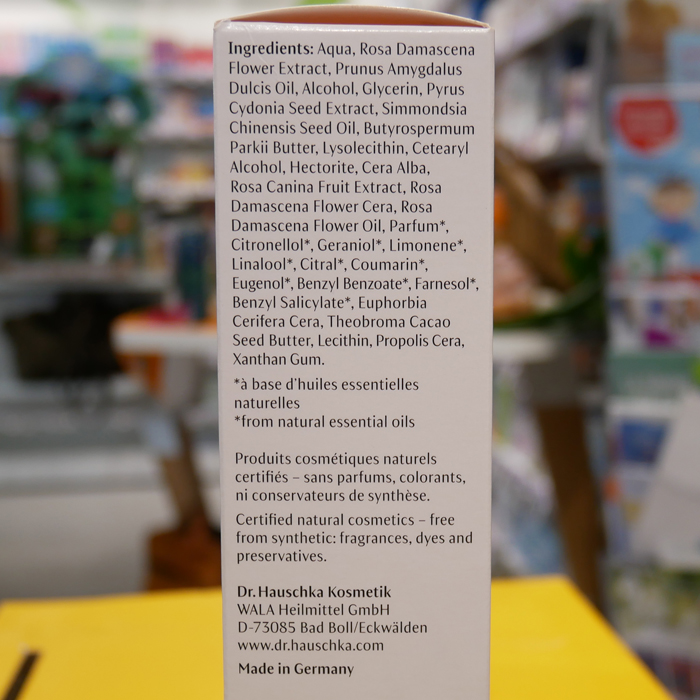 Ingredients: Aqua, Rosa Damascena
Flower Extract, Prunus Amygdalus
Dulcis Oil, Alcohol, Glycerin, Pyrus
Cydonia Seed Extract, Simmondsia
Chinensis Seed Oil, Butyrospermum
Parkii Butter, Lysolecithin, Cetearyl
Alcohol, Hectorite, Cera Alba,
Rosa Canina Fruit Extract, Rosa
Damascena Flower Cera, Rosa
Damascena Flower Oil, Parfum*,
Citronellol*, Geraniol*, Limonene*,
Linalool*, Citral*, Coumarin*,
Eugenol*, Benzyl Benzoate*, Farnesol*,
Benzyl Salicylate*, Euphorbia
Cerifera Cera, Theobroma Cacao
Seed Butter, Lecithin, Propolis Cera,
Xanthan Gum.
*à base d'huiles essentielles
naturelles
*from natural essential oils
Produits cosmétiques naturels
certifiés – sans parfums, colorants,
ni conservateurs de synthèse.
Certified natural cosmetics – free
from synthetic: fragrances, dyes and
preservatives.
Dr. Hauschka Kosmetik
WALA Heilmittel GmbH
D-73085 Bad Boll/Eckwälden
www.dr.hauschka.com
Made in Germany